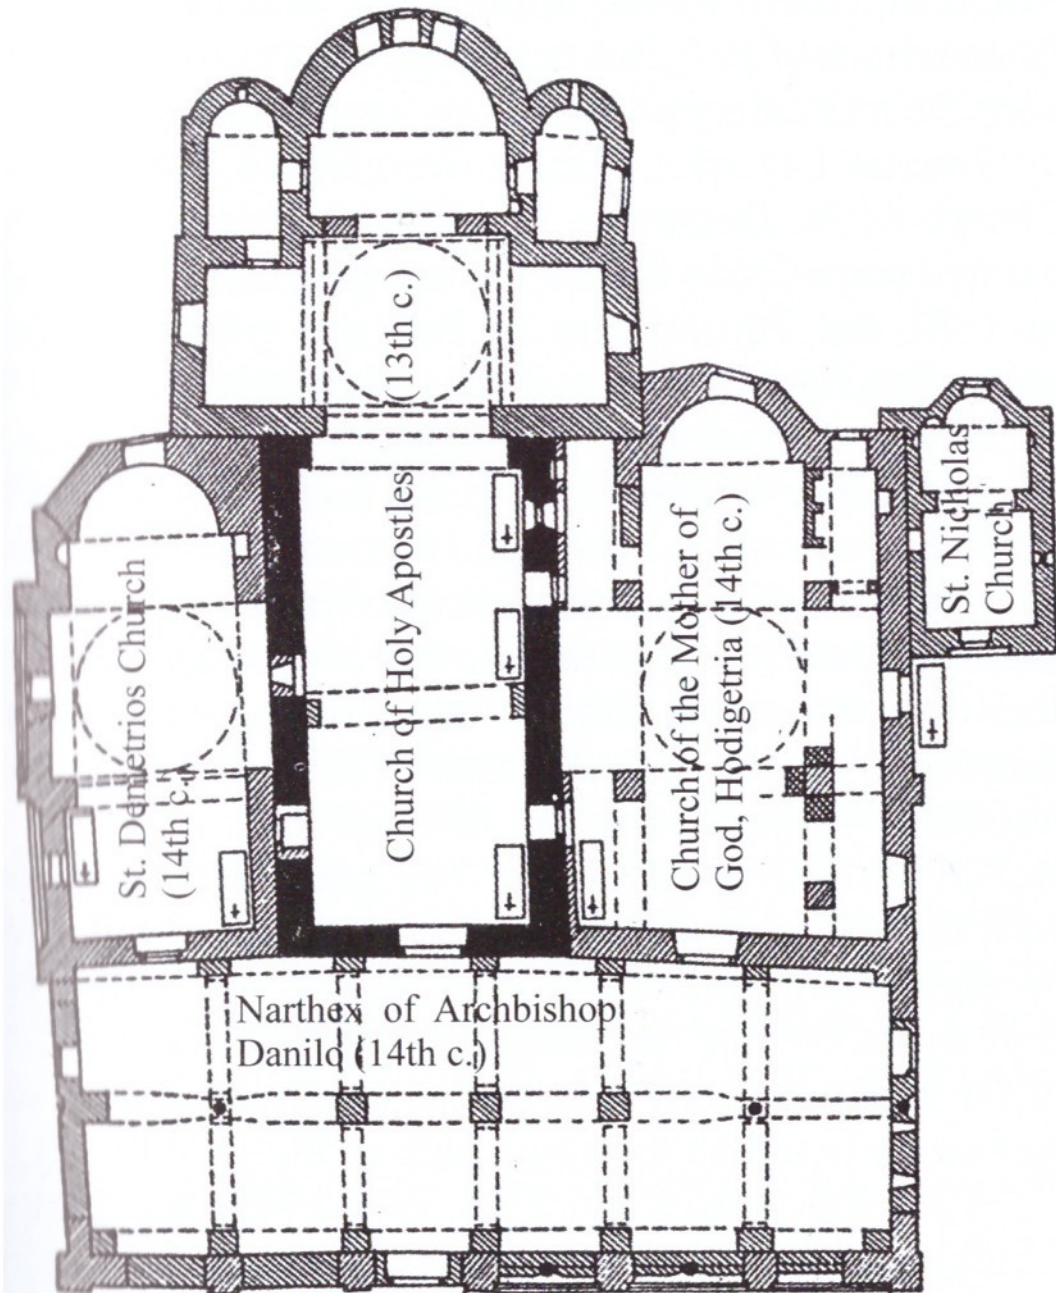 St. Demetrios Church
(14th c.)
Church of Holy Apostles (13th c.)
Church of the Mother of
God, Hodigetria (14th c.)
St. Nicholas
Church
Narthex of Archbishop
Danilo (14th c.)